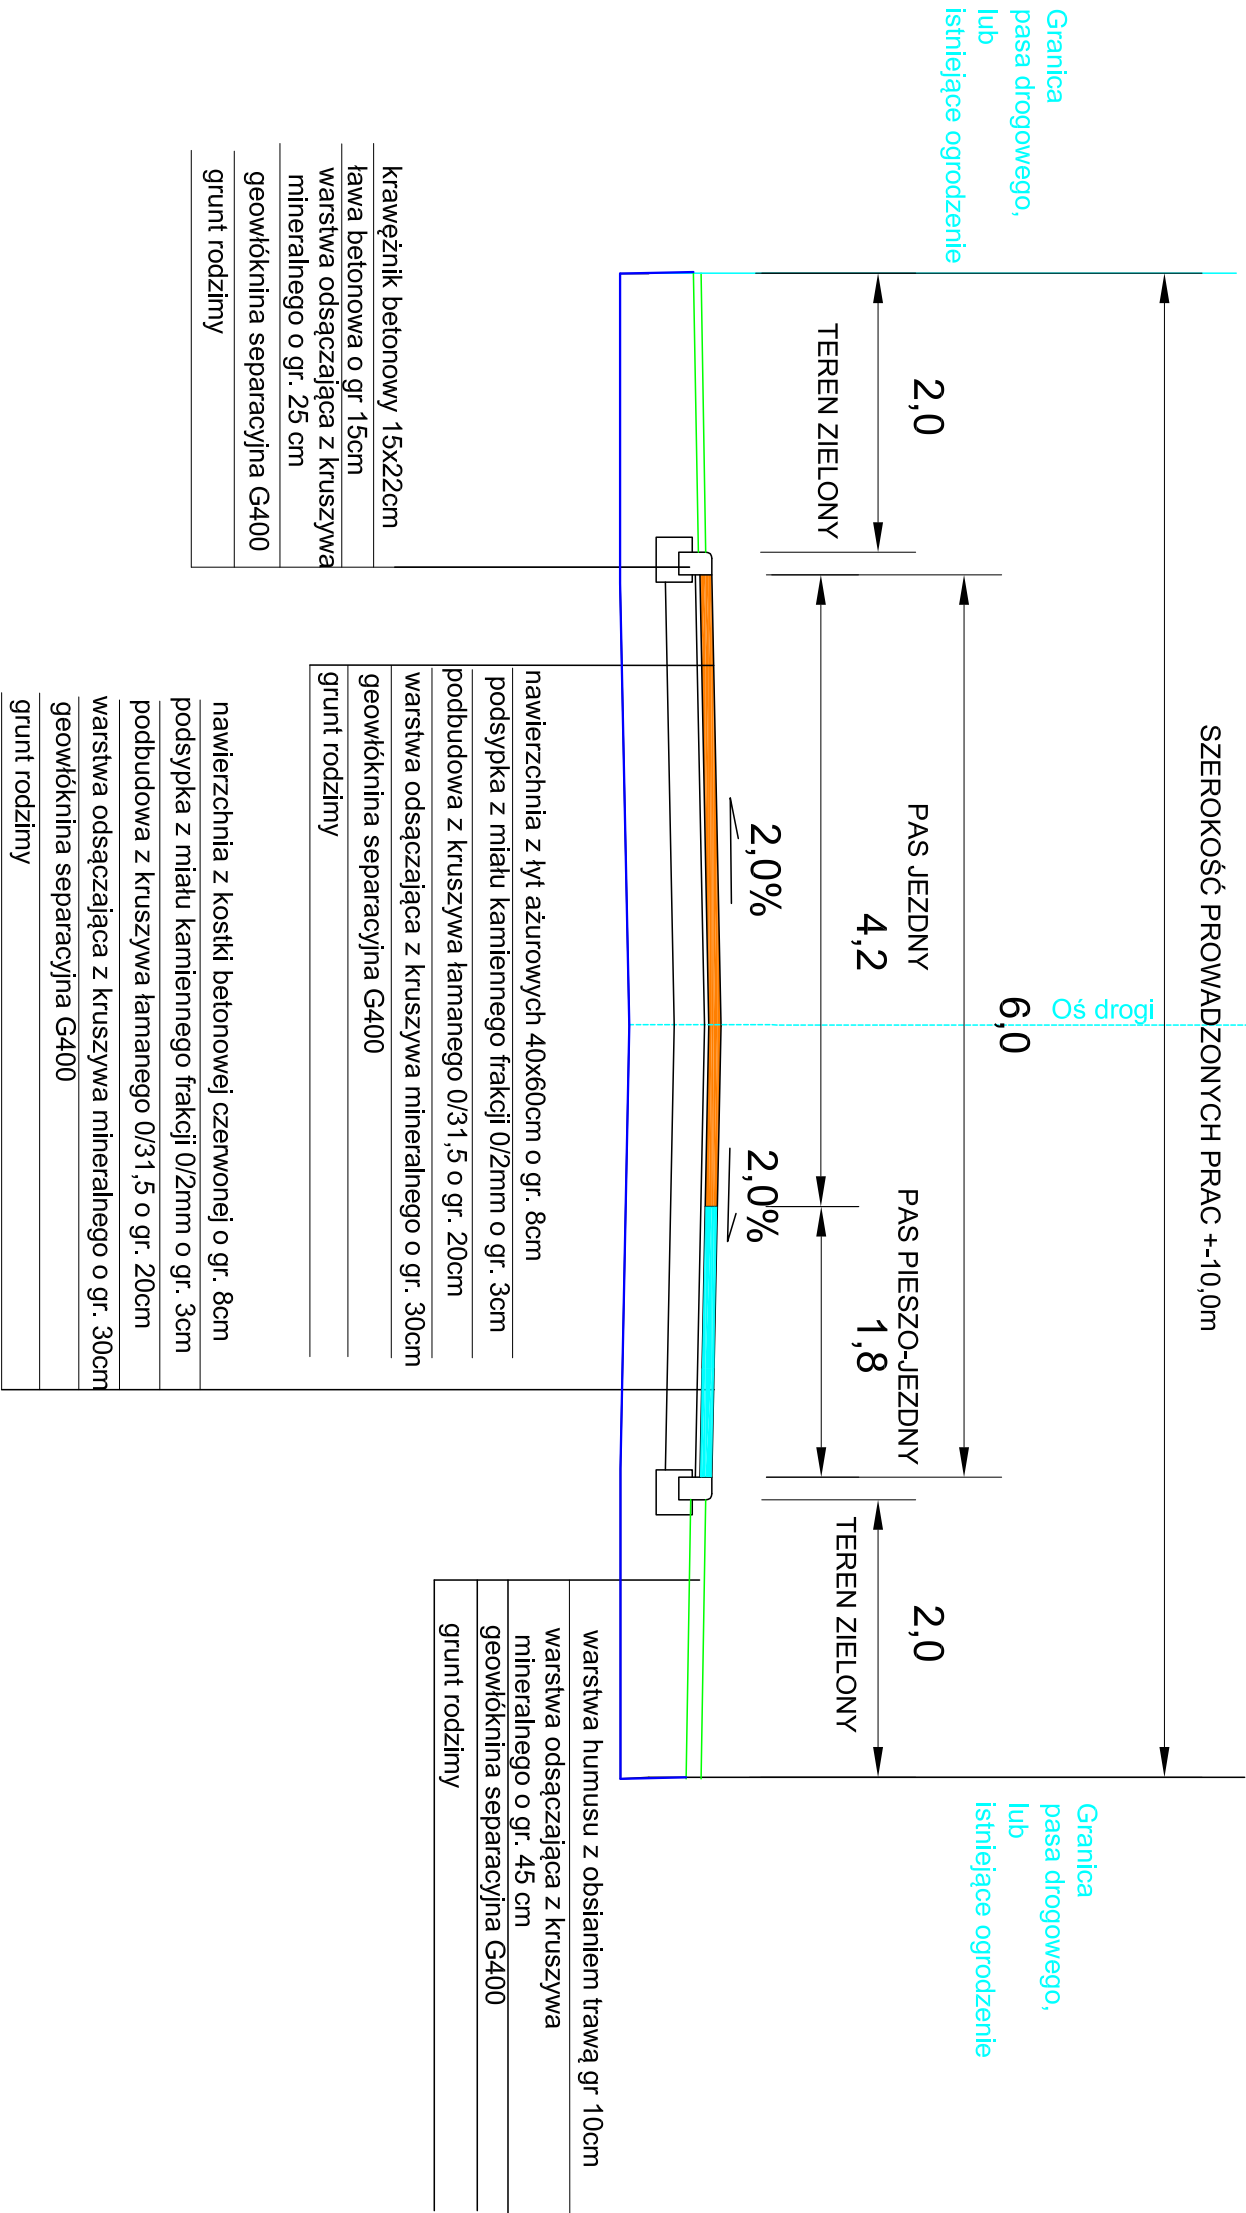 Granica
pasa drogowego,
lub
istniejące ogrodzenie
SZEROKOŚĆ PROWADZONYCH PRAC +-10,0m
Granica
pasa drogowego,
lub
istniejące ogrodzenie
Oś drogi
6,0
2,0
TEREN ZIELONY
PAS JEZDNY
4,2
PAS PIESZO-JEZDNY
1,8
2,0
TEREN ZIELONY
2,0%
2,0%
krawężnik betonowy 15x22cm
ława betonowa o gr 15cm
warstwa odsączająca z kruszywa
mineralnego o gr. 25 cm
geowłóknina separacyjna G400
grunt rodzimy
nawierzchnia z łyt ażurowych 40x60cm o gr. 8cm
podsypka z miału kamiennego frakcji 0/2mm o gr. 3cm
podbudowa z kruszywa łamanego 0/31,5 o gr. 20cm
warstwa odsączająca z kruszywa mineralnego o gr. 30cm
geowłóknina separacyjna G400
grunt rodzimy
nawierzchnia z kostki betonowej czerwonej o gr. 8cm
podsypka z miału kamiennego frakcji 0/2mm o gr. 3cm
podbudowa z kruszywa łamanego 0/31,5 o gr. 20cm
warstwa odsączająca z kruszywa mineralnego o gr. 30cm
geowłóknina separacyjna G400
grunt rodzimy
warstwa humusu z obsianiem trawą gr 10cm
warstwa odsączająca z kruszywa
mineralnego o gr. 45 cm
geowłóknina separacyjna G400
grunt rodzimy